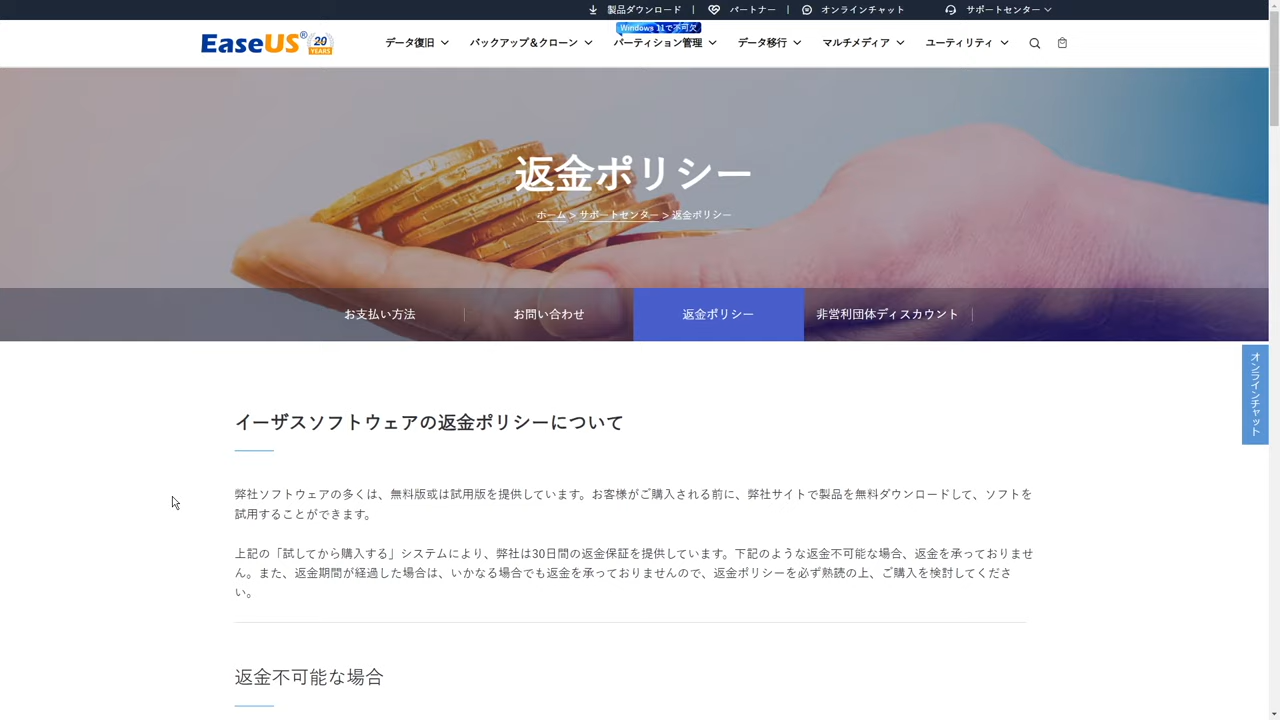 製品ダウンロード | パートナー | オンラインチャット サポートセンター
EaseUS® 20 YEARS
Windows 11で不可欠
データ復旧 バックアップ&クローン パーティション管理 データ移行 マルチメディア ユーティリティ
返金ポリシー
ホーム > サポートセンター > 返金ポリシー
お支払い方法 お問い合わせ 返金ポリシー 非営利団体ディスカウント
オンラインチャット
イーザスソフトウェアの返金ポリシーについて
弊社ソフトウェアの多くは、無料版或は試用版を提供しています。お客様がご購入される前に、弊社サイトで製品を無料ダウンロードして、ソフトを
試用することができます。
上記の「試してから購入する」システムにより、弊社は30日間の返金保証を提供しています。下記のような返金不可能な場合、返金を承っておりませ
ん。また、返金期間が経過した場合は、いかなる場合でも返金を承っておりませんので、返金ポリシーを必ず熟読の上、ご購入を検討してくださ
い。
返金不可能な場合